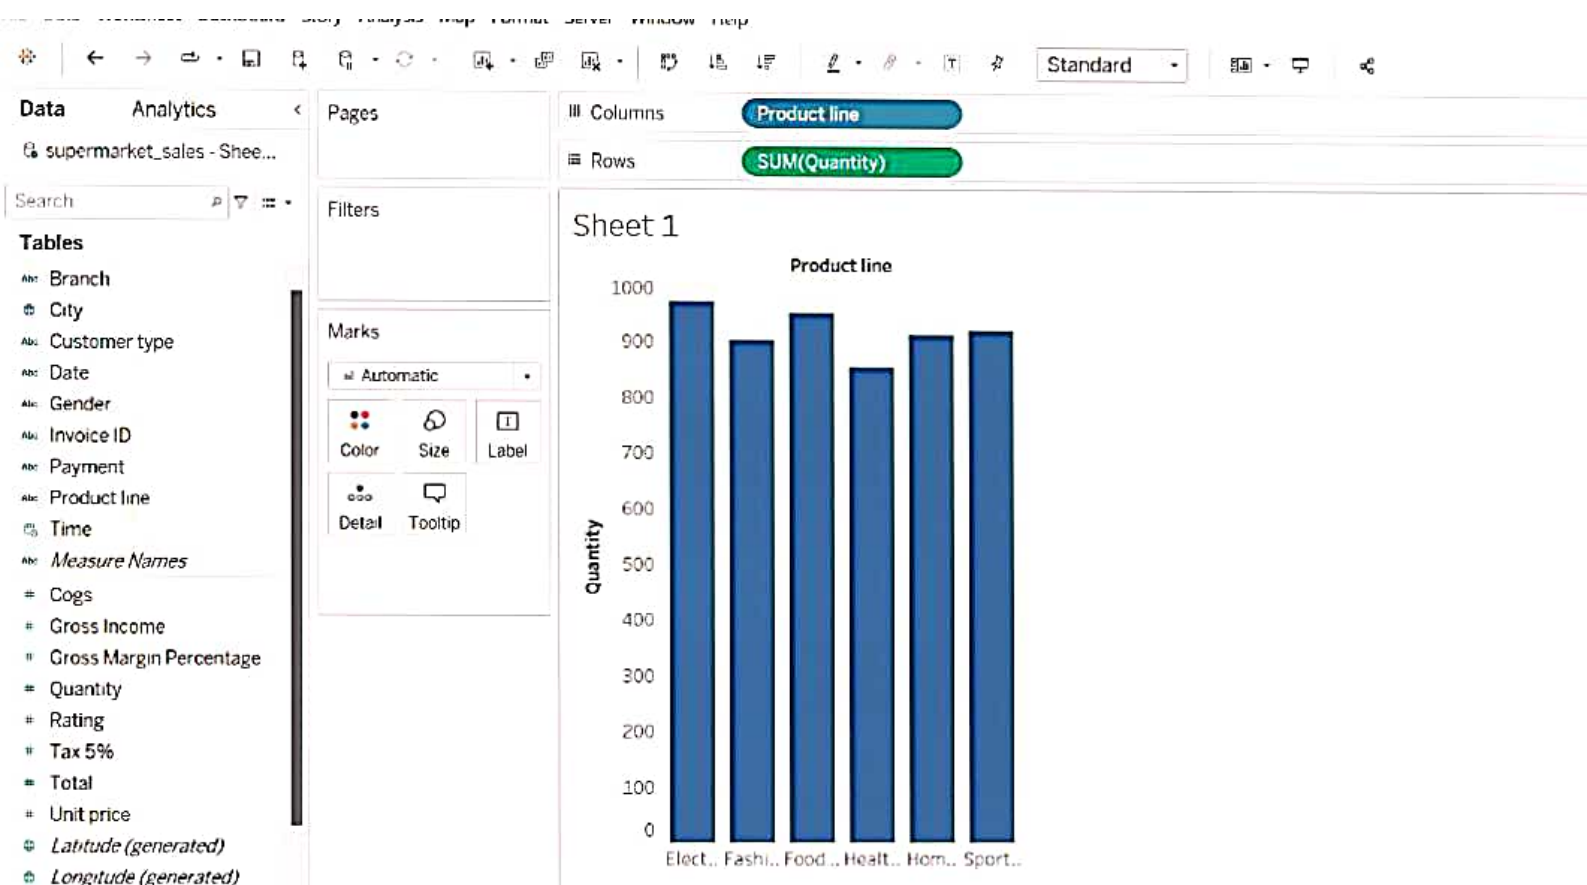 Standard
Data Analytics
supermarket_sales - Shee...
Search
Tables
Branch
City
Customer type
Date
Gender
Invoice ID
Payment
Product line
Time
Measure Names
Cogs
Gross Income
Gross Margin Percentage
Quantity
Rating
Tax 5%
Total
Unit price
Latitude (generated)
Longitude (generated)
Pages
Filters
Marks
Automatic
Color Size Label
Detail Tooltip
Columns Product line
Rows SUM(Quantity)
Sheet 1
Product line
1000
900
800
700
600
500
400
300
200
100
0
Quantity
Elect.. Fashi.. Food .. Healt.. Hom.. Sport..